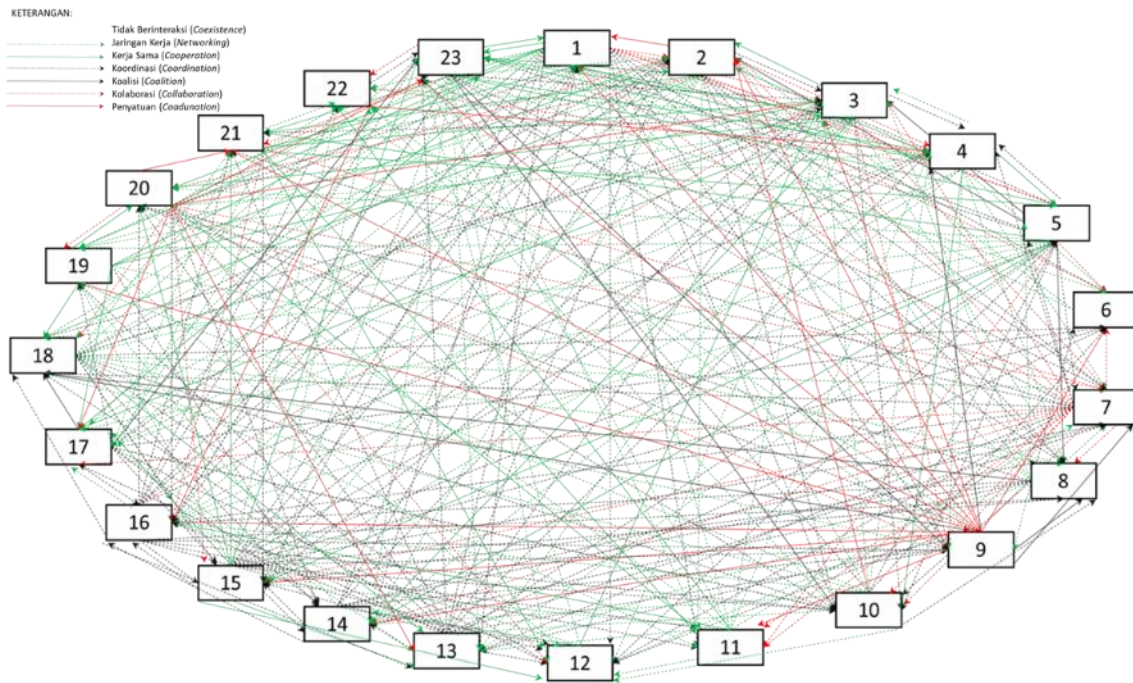 KETERANGAN:
Tidak Berinteraksi (Coexistence)
Jaringan Kerja (Networking)
Kerja Sama (Cooperation)
Koordinasi (Coordination)
Koalisi (Coalition)
Kolaborasi (Collaboration)
Penyatuan (Coadunation)
1
2
3
4
5
6
7
8
9
10
11
12
13
14
15
16
17
18
19
20
21
22
23